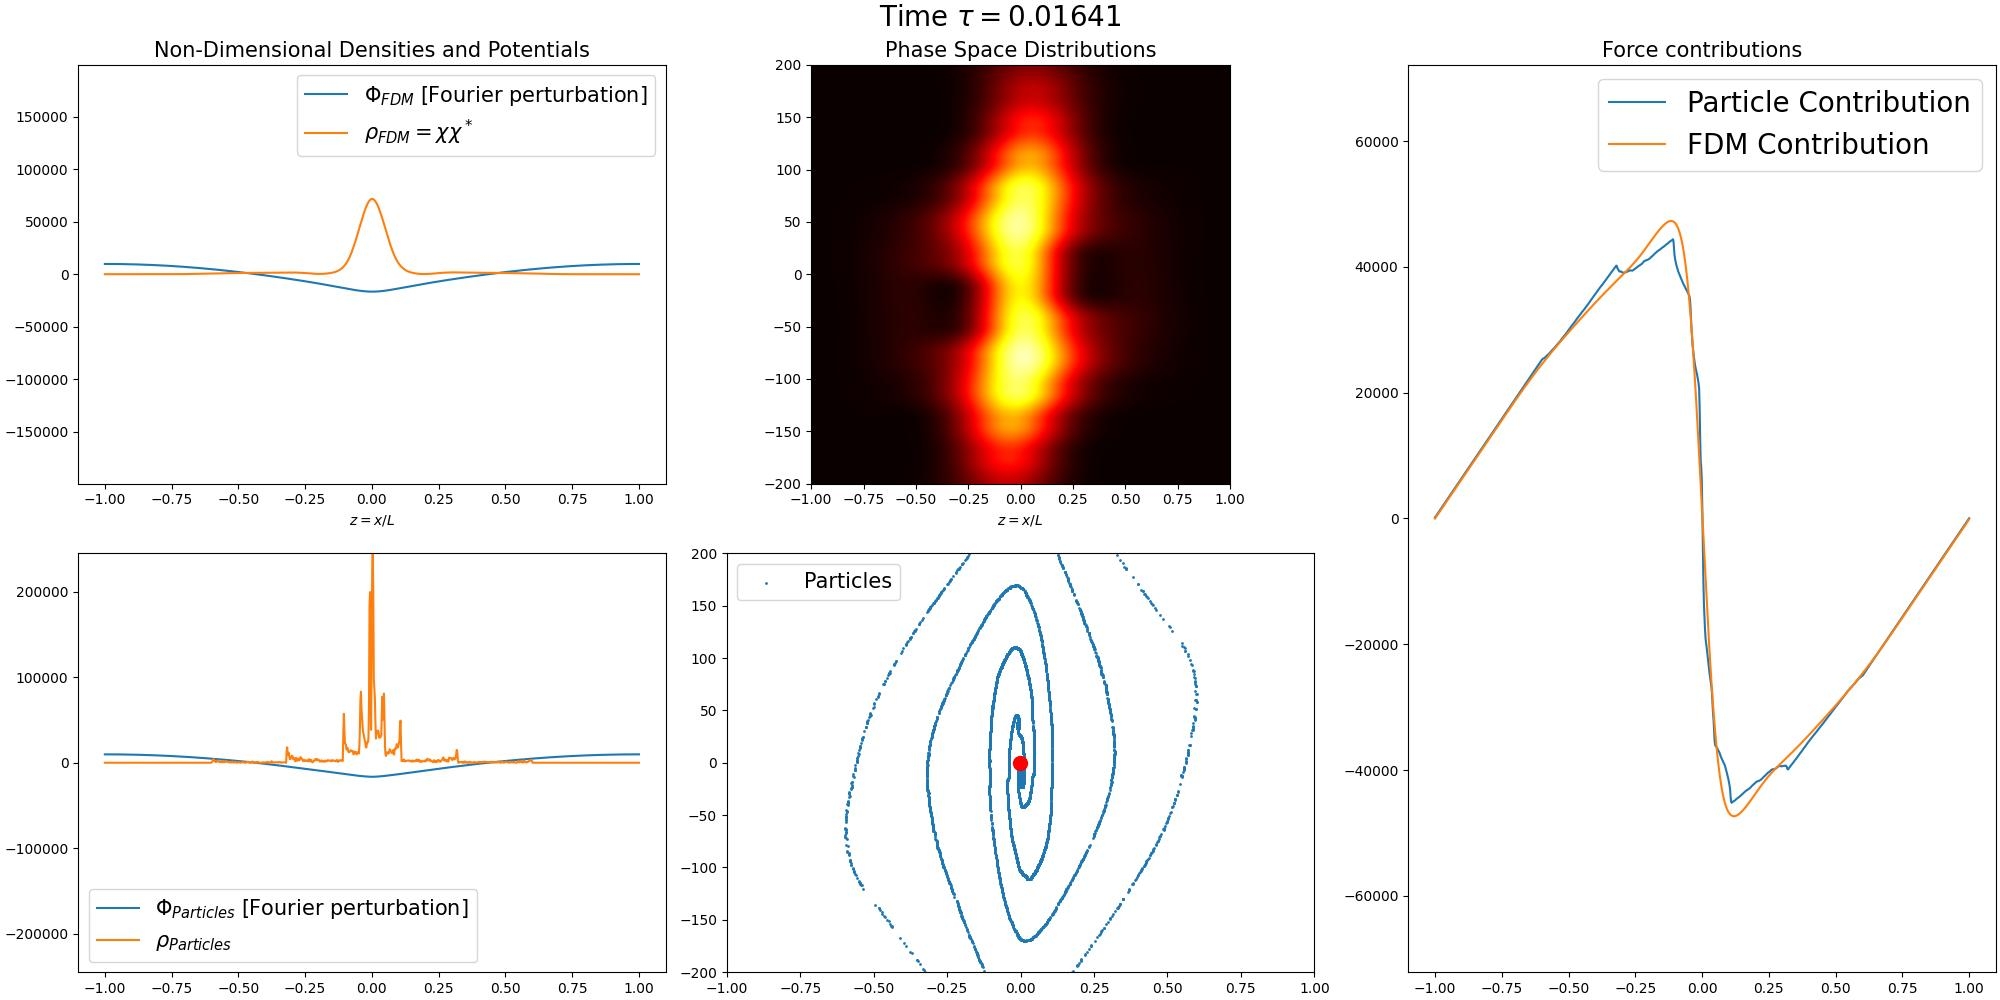 Time τ = 0.01641
Non-Dimensional Densities and Potentials
Φ_FDM [Fourier perturbation]
ρ_FDM = χχ*
150000
100000
50000
0
−50000
−100000
−150000
−1.00 −0.75 −0.50 −0.25 0.00 0.25 0.50 0.75 1.00
z = x/L
Phase Space Distributions
200
150
100
50
0
−50
−100
−150
−200
−1.00 −0.75 −0.50 −0.25 0.00 0.25 0.50 0.75 1.00
z = x/L
Force contributions
Particle Contribution
FDM Contribution
60000
40000
20000
0
−20000
−40000
−60000
−1.00 −0.75 −0.50 −0.25 0.00 0.25 0.50 0.75 1.00
200000
100000
0
−100000
−200000
Φ_Particles [Fourier perturbation]
ρ_Particles
−1.00 −0.75 −0.50 −0.25 0.00 0.25 0.50 0.75 1.00
Particles
200
150
100
50
0
−50
−100
−150
−200
−1.00 −0.75 −0.50 −0.25 0.00 0.25 0.50 0.75 1.00